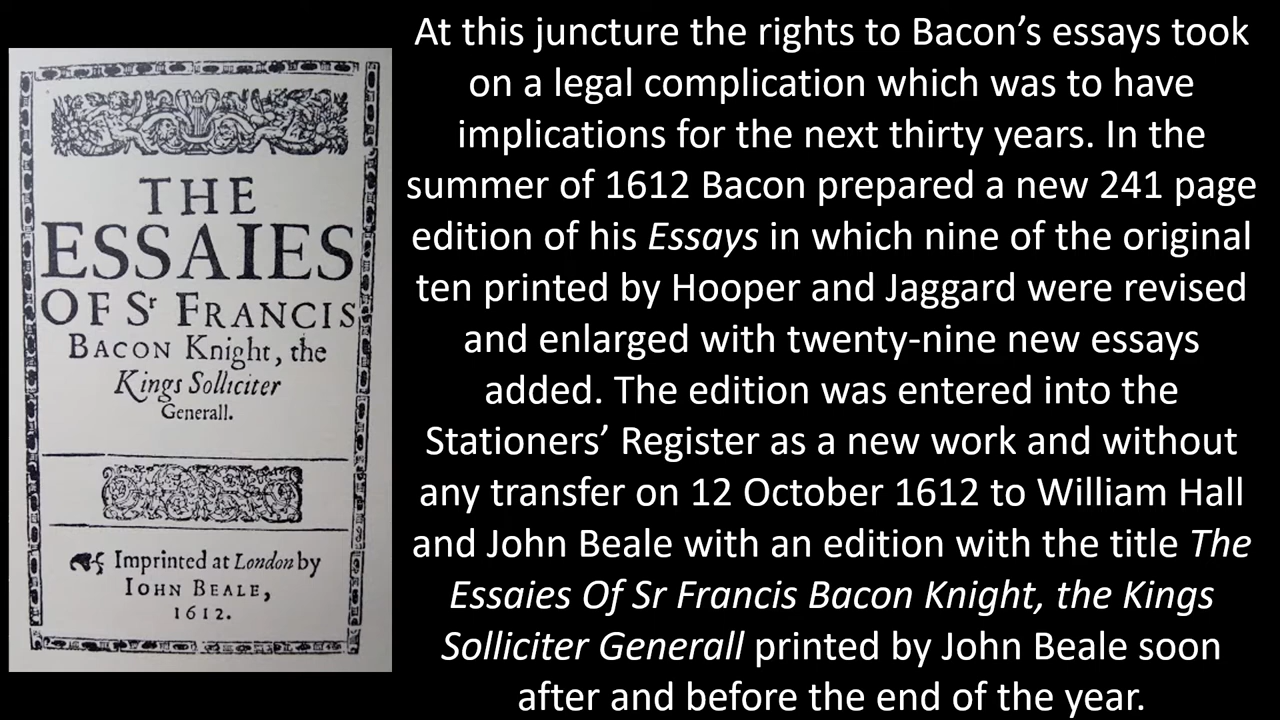 THE
ESSAIES
OF Sr FRANCIS
BACON Knight, the
Kings Solliciter
Generall.
Imprinted at London by
IOHN BEALE,
1612.
At this juncture the rights to Bacon’s essays took
on a legal complication which was to have
implications for the next thirty years. In the
summer of 1612 Bacon prepared a new 241 page
edition of his Essays in which nine of the original
ten printed by Hooper and Jaggard were revised
and enlarged with twenty-nine new essays
added. The edition was entered into the
Stationers’ Register as a new work and without
any transfer on 12 October 1612 to William Hall
and John Beale with an edition with the title The
Essaies Of Sr Francis Bacon Knight, the Kings
Solliciter Generall printed by John Beale soon
after and before the end of the year.